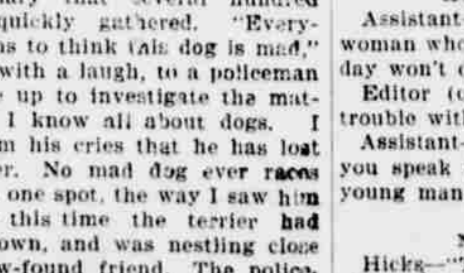 quickly gathered. "Every-
to think this dog is mad,"
with a laugh, to a policeman
up to investigate the mat-
I know all about dogs. I
his cries that he has lost
No mad dog ever races
one spot, the way I saw him
this time the terrier had
own, and was nestling close
w-found friend. The police-
Assistant-
woman who
day won't
Editor (
trouble wit
Assistant-
you speak
young man
Hicks—"